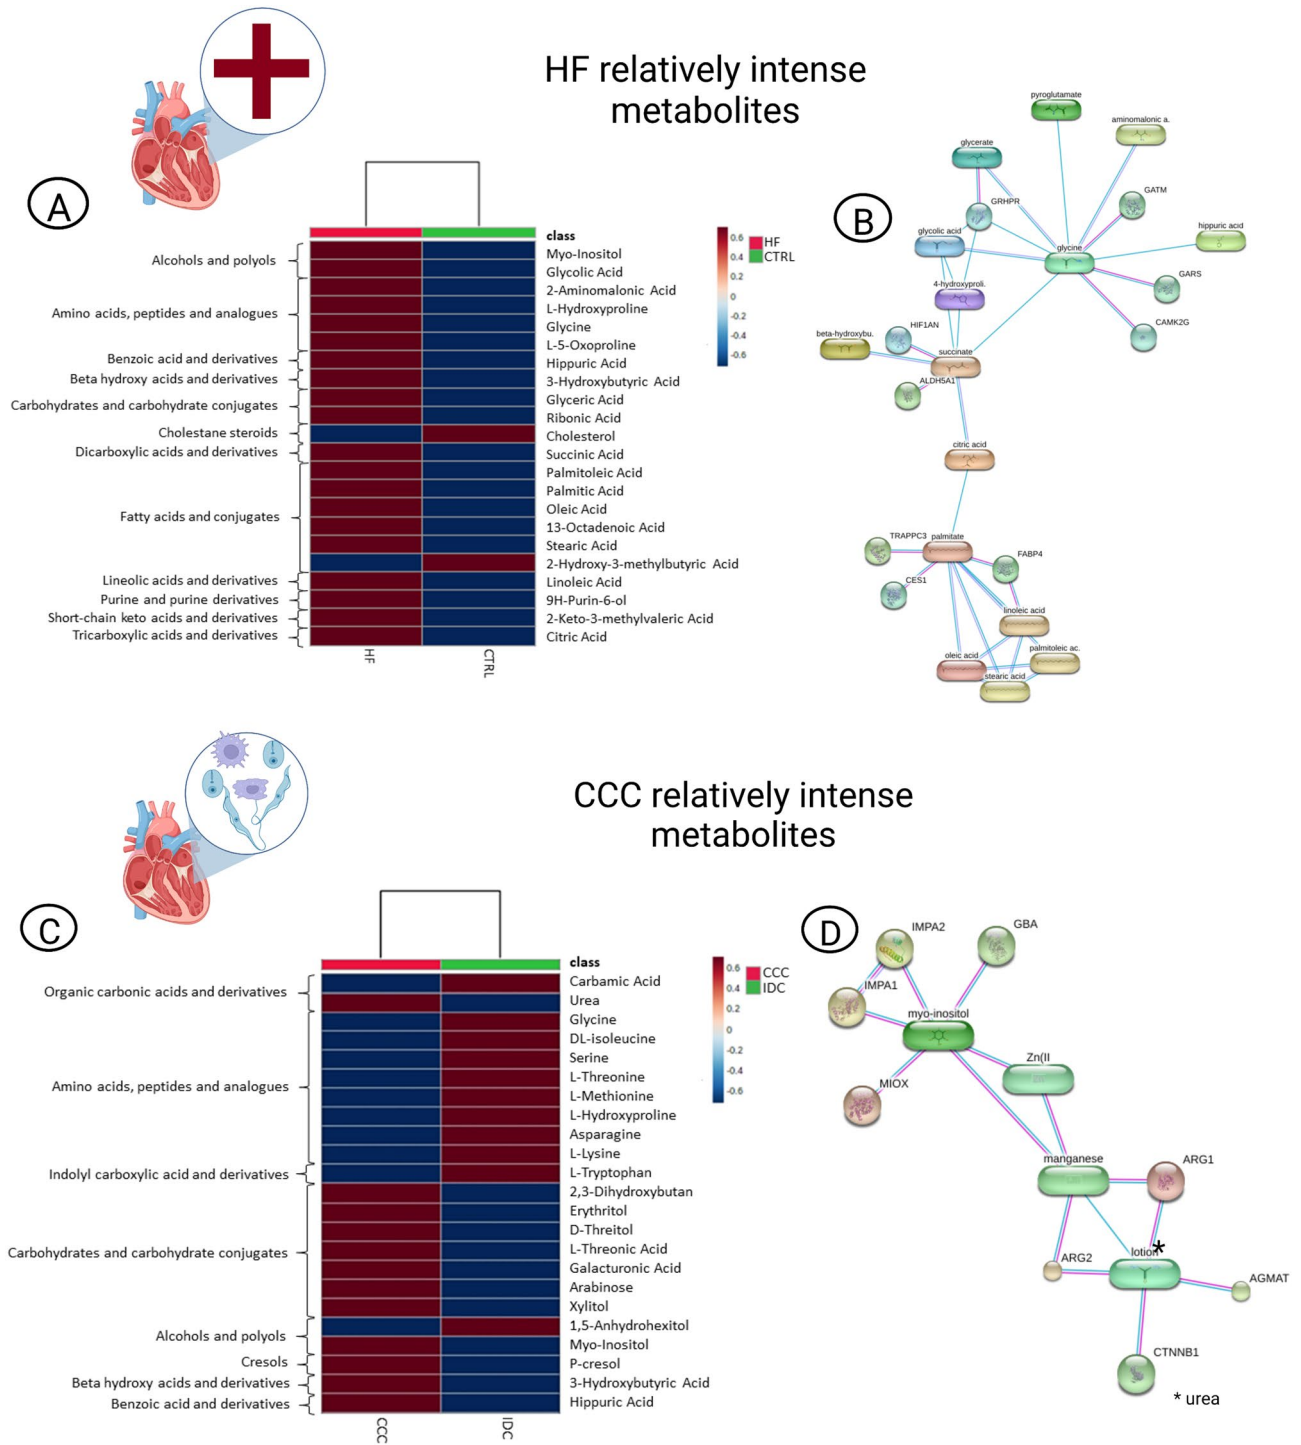 HF relatively intense
metabolites
A
class
HF
CTRL
0.6
0.4
0.2
0
-0.2
-0.4
-0.6
Alcohols and polyols
Amino acids, peptides and analogues
Benzoic acid and derivatives
Beta hydroxy acids and derivatives
Carbohydrates and carbohydrate conjugates
Cholestane steroids
Dicarboxylic acids and derivatives
Fatty acids and conjugates
Lineolic acids and derivatives
Purine and purine derivatives
Short-chain keto acids and derivatives
Tricarboxylic acids and derivatives
Myo-Inositol
Glycolic Acid
2-Aminomalonic Acid
L-Hydroxyproline
Glycine
L-5-Oxoproline
Hippuric Acid
3-Hydroxybutyric Acid
Glyceric Acid
Ribonic Acid
Cholesterol
Succinic Acid
Palmitoleic Acid
Palmitic Acid
Oleic Acid
13-Octadenoic Acid
Stearic Acid
2-Hydroxy-3-methylbutyric Acid
Linoleic Acid
9H-Purin-6-ol
2-Keto-3-methylvaleric Acid
Citric Acid
HF
CTRL
B
pyroglutamate
aminomalonic a.
glycerate
GATM
GRHPR
hippuric acid
glycolic acid
glycine
GARS
4-hydroxyproli.
CAMK2G
HIF1AN
beta-hydroxybu.
succinate
ALDH5A1
citric acid
TRAPPC3
palmitate
FABP4
CES1
linoleic acid
oleic acid
palmitoleic ac.
stearic acid
CCC relatively intense
metabolites
C
class
CCC
IDC
0.6
0.4
0.2
0
-0.2
-0.4
-0.6
Organic carbonic acids and derivatives
Amino acids, peptides and analogues
Indolyl carboxylic acid and derivatives
Carbohydrates and carbohydrate conjugates
Alcohols and polyols
Cresols
Beta hydroxy acids and derivatives
Benzoic acid and derivatives
Carbamic Acid
Urea
Glycine
DL-isoleucine
Serine
L-Threonine
L-Methionine
L-Hydroxyproline
Asparagine
L-Lysine
L-Tryptophan
2,3-Dihydroxybutan
Erythritol
D-Threitol
L-Threonic Acid
Galacturonic Acid
Arabinose
Xylitol
1,5-Anhydrohexitol
Myo-Inositol
P-cresol
3-Hydroxybutyric Acid
Hippuric Acid
CCC
IDC
D
IMPA2
GBA
IMPA1
myo-inositol
Zn(II
MIOX
manganese
ARG1
lotion*
ARG2
AGMAT
CTNNB1
* urea